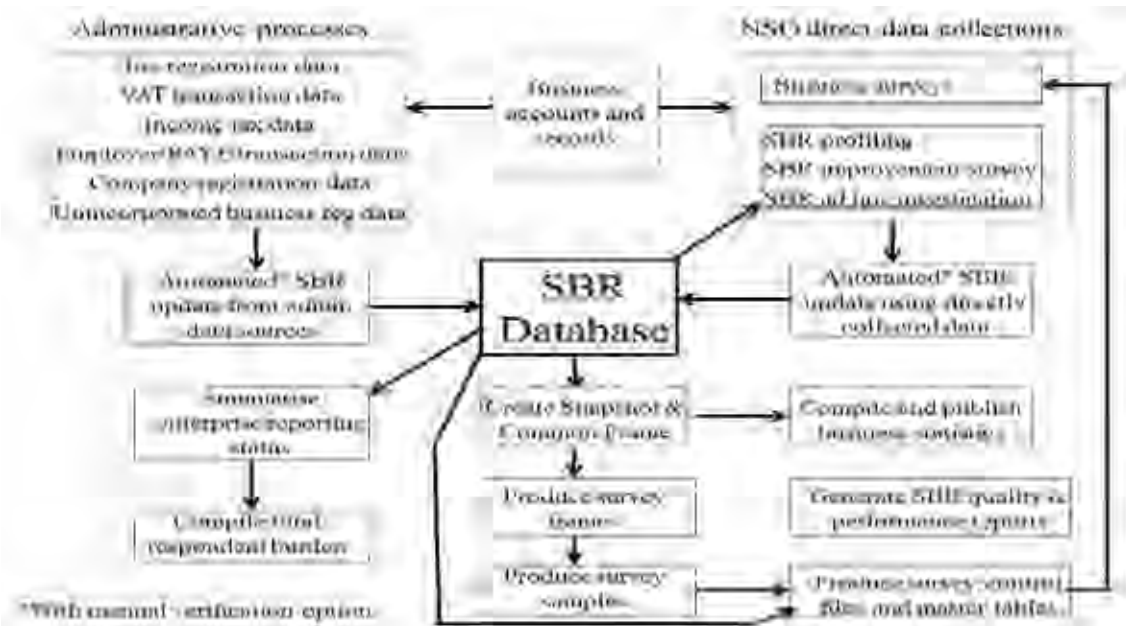 Administrative processes
Tax registration data
VAT transaction data
Income tax data
Employer PAYE transaction data
Company registration data
Unincorporated business reg data
Automated* SBR
update from admin
data sources
Summarise
enterprise reporting
status
Compile total
respondent burden
*With manual verification option
Business
accounts and
records
SBR
Database
Create Snapshot &
Common Frame
Produce survey
frames
Produce survey
samples
NSO direct data collections
Business surveys
SBR profiling
SBR improvement survey
SBR ad hoc investigation
Automated* SBR
update using directly
collected data
Compile and publish
business statistics
Generate SBR quality &
performance reports
Produce survey control
files and master tables